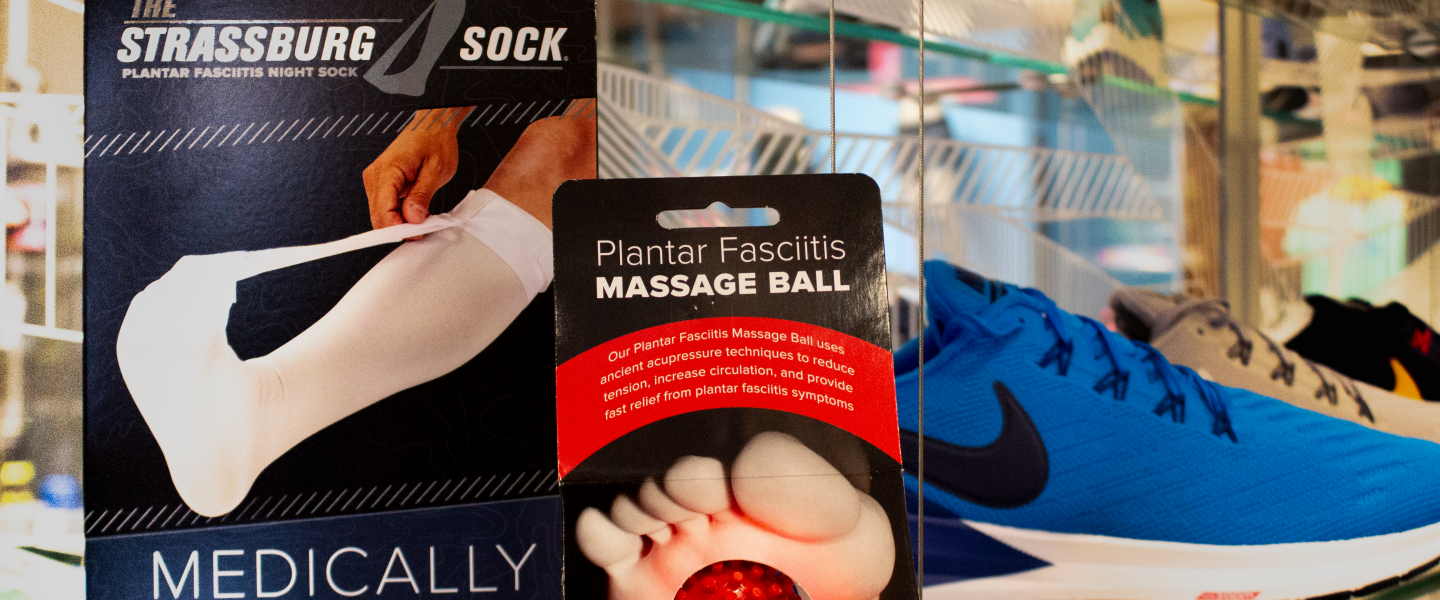 THE
STRASSBURG SOCK®
PLANTAR FASCIITIS NIGHT SOCK
MEDICALLY
Plantar Fasciitis
MASSAGE BALL
Our Plantar Fasciitis Massage Ball uses
ancient acupressure techniques to reduce
tension, increase circulation, and provide
fast relief from plantar fasciitis symptoms